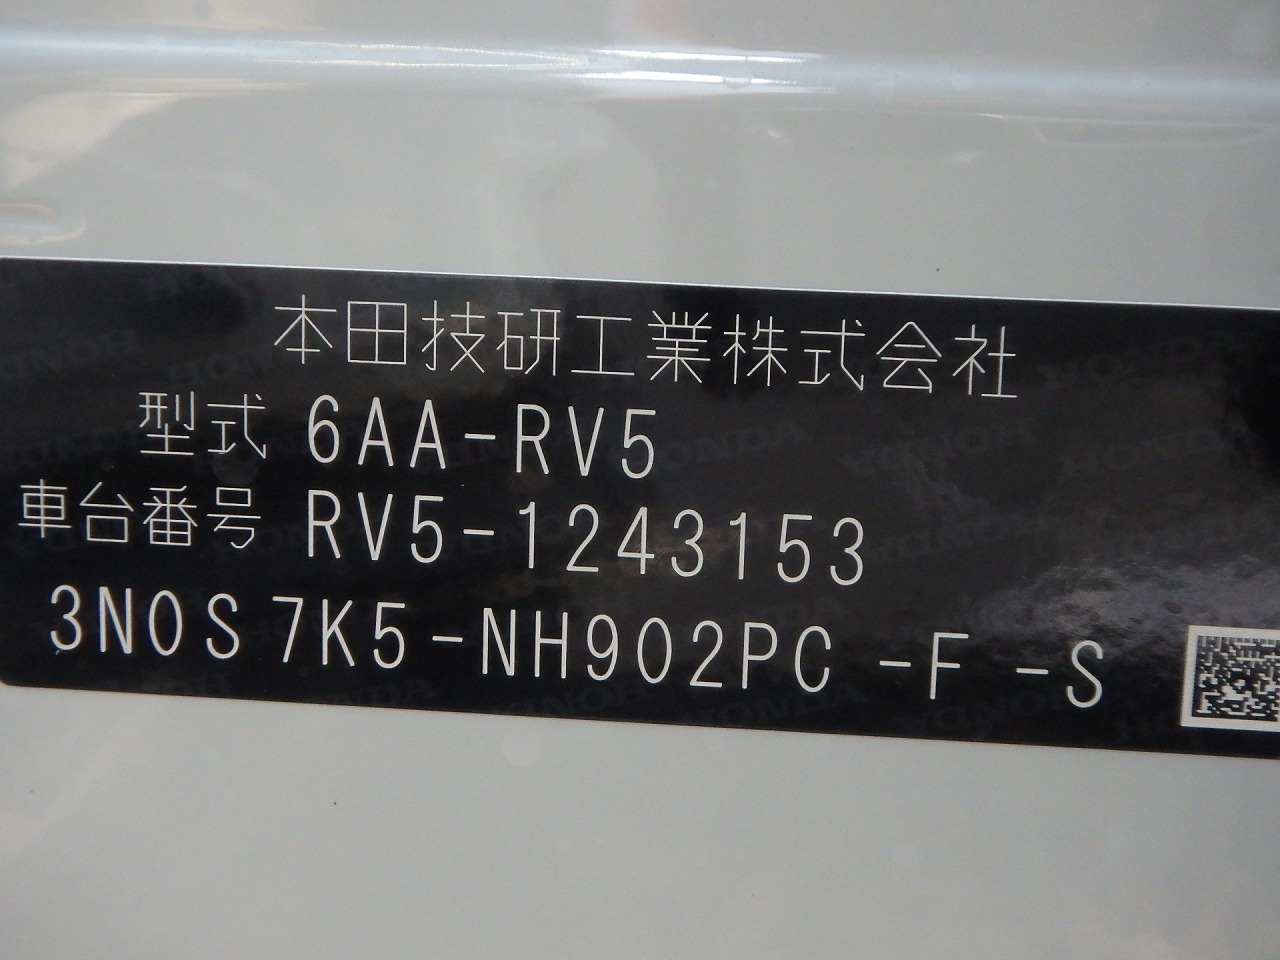 本田技研工業株式会社
型式 6AA-RV5
車台番号 RV5-1243153
3N0S 7K5-NH902PC -F -S